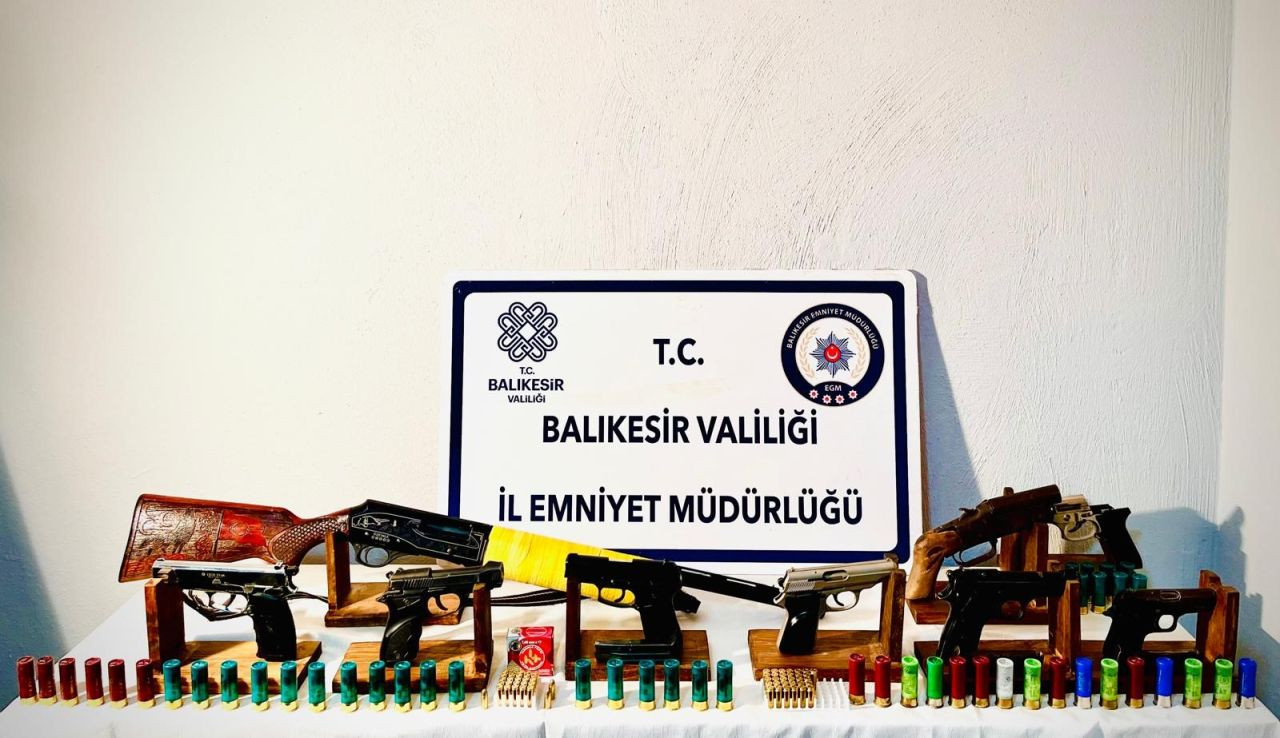 T.C.
BALIKESİR
VALİLİĞİ
T.C.
BALIKESİR EMNİYET MÜDÜRLÜĞÜ
EGM
BALIKESİR VALİLİĞİ
İL EMNİYET MÜDÜRLÜĞÜ